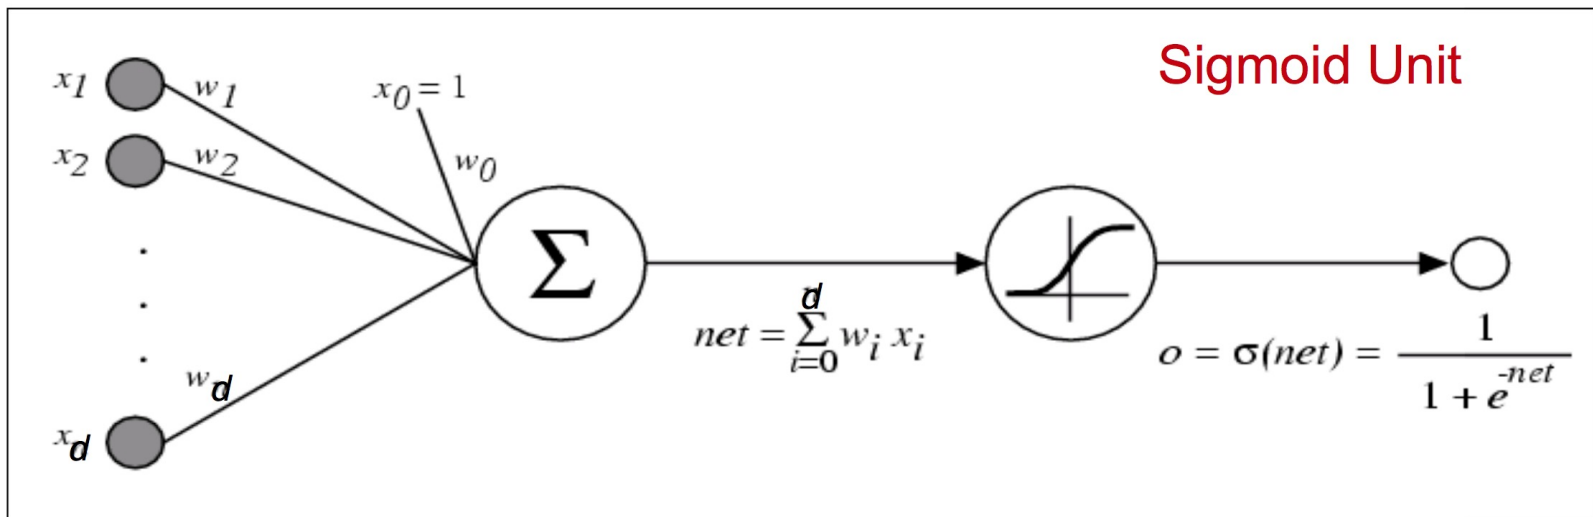 Sigmoid Unit
x1
w1
x0 = 1
x2
w2
w0
Σ
net = d Σ i=0 wi xi
o = σ(net) = 1 / 1 + e -net
wd
xd